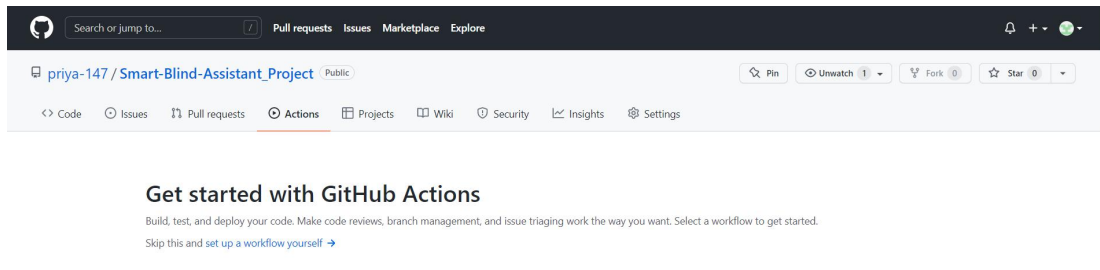 Search or jump to... / Pull requests Issues Marketplace Explore
priya-147 / Smart-Blind-Assistant_Project Public Pin Unwatch 1 Fork 0 Star 0
<> Code Issues Pull requests Actions Projects Wiki Security Insights Settings
Get started with GitHub Actions
Build, test, and deploy your code. Make code reviews, branch management, and issue triaging work the way you want. Select a workflow to get started.
Skip this and set up a workflow yourself →